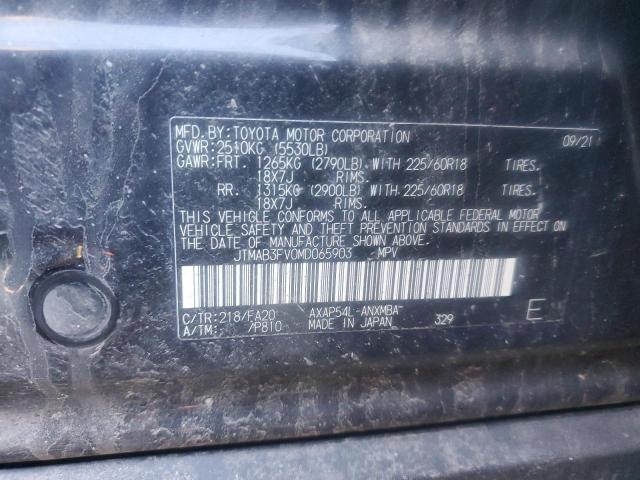 MFD. BY: TOYOTA MOTOR CORPORATION 09/21
GVWR: 2510KG (5530LB)
GAWR: FRT. 1265KG (2790LB). WITH 225/60R18 TIRES.
18X7J RIMS.
RR. 1315KG (2900LB). WITH 225/60R18 TIRES.
18X7J RIMS.
THIS VEHICLE CONFORMS TO ALL APPLICABLE FEDERAL MOTOR
VEHICLE SAFETY AND THEFT PREVENTION STANDARDS IN EFFECT
ON THE DATE OF MANUFACTURE SHOWN ABOVE.
JTMAB3FV0MD065903 MPV
C/TR: 218/FA20 AXAP54L-ANXMBA 329 E
A/TM: /P810 MADE IN JAPAN